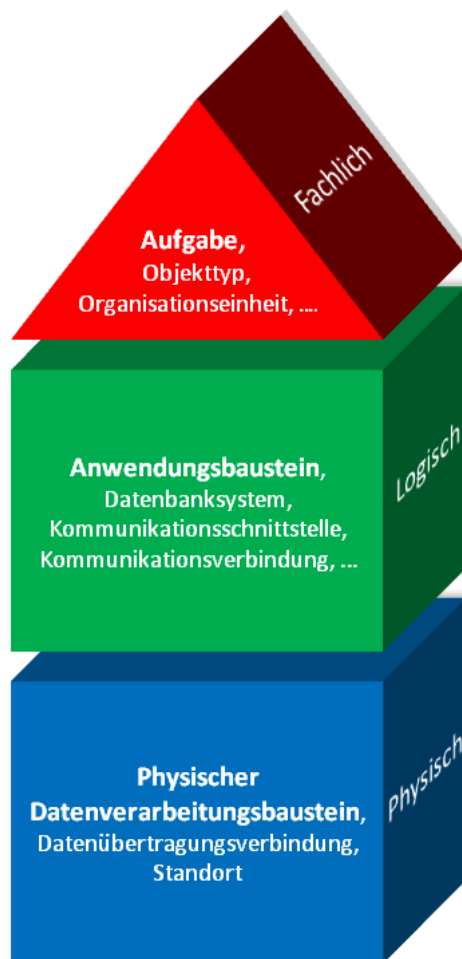 Fachlich
Aufgabe,
Objekttyp,
Organisationseinheit, ....
Logisch
Anwendungsbaustein,
Datenbanksystem,
Kommunikationsschnittstelle,
Kommunikationsverbindung, ...
Physisch
Physischer
Datenverarbeitungsbaustein,
Datenübertragungsverbindung,
Standort